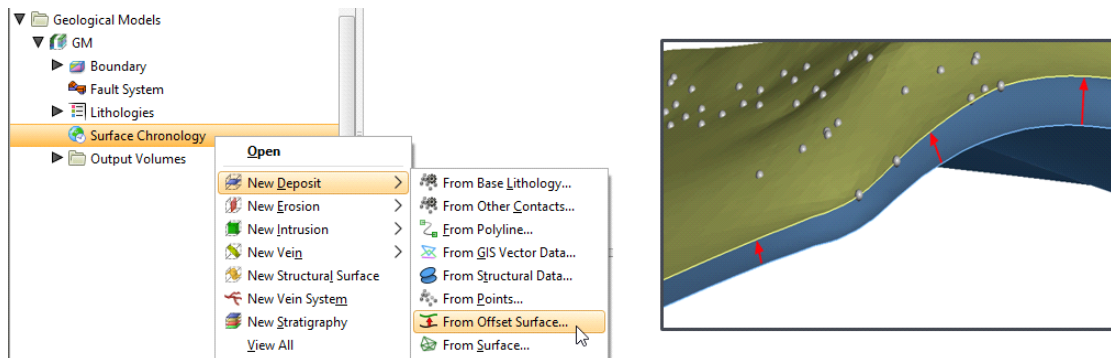 Geological Models
GM
Boundary
Fault System
Lithologies
Surface Chronology
Output Volumes
Open
New Deposit
New Erosion
New Intrusion
New Vein
New Structural Surface
New Vein System
New Stratigraphy
View All
From Base Lithology...
From Other Contacts...
From Polyline...
From GIS Vector Data...
From Structural Data...
From Points...
From Offset Surface...
From Surface...